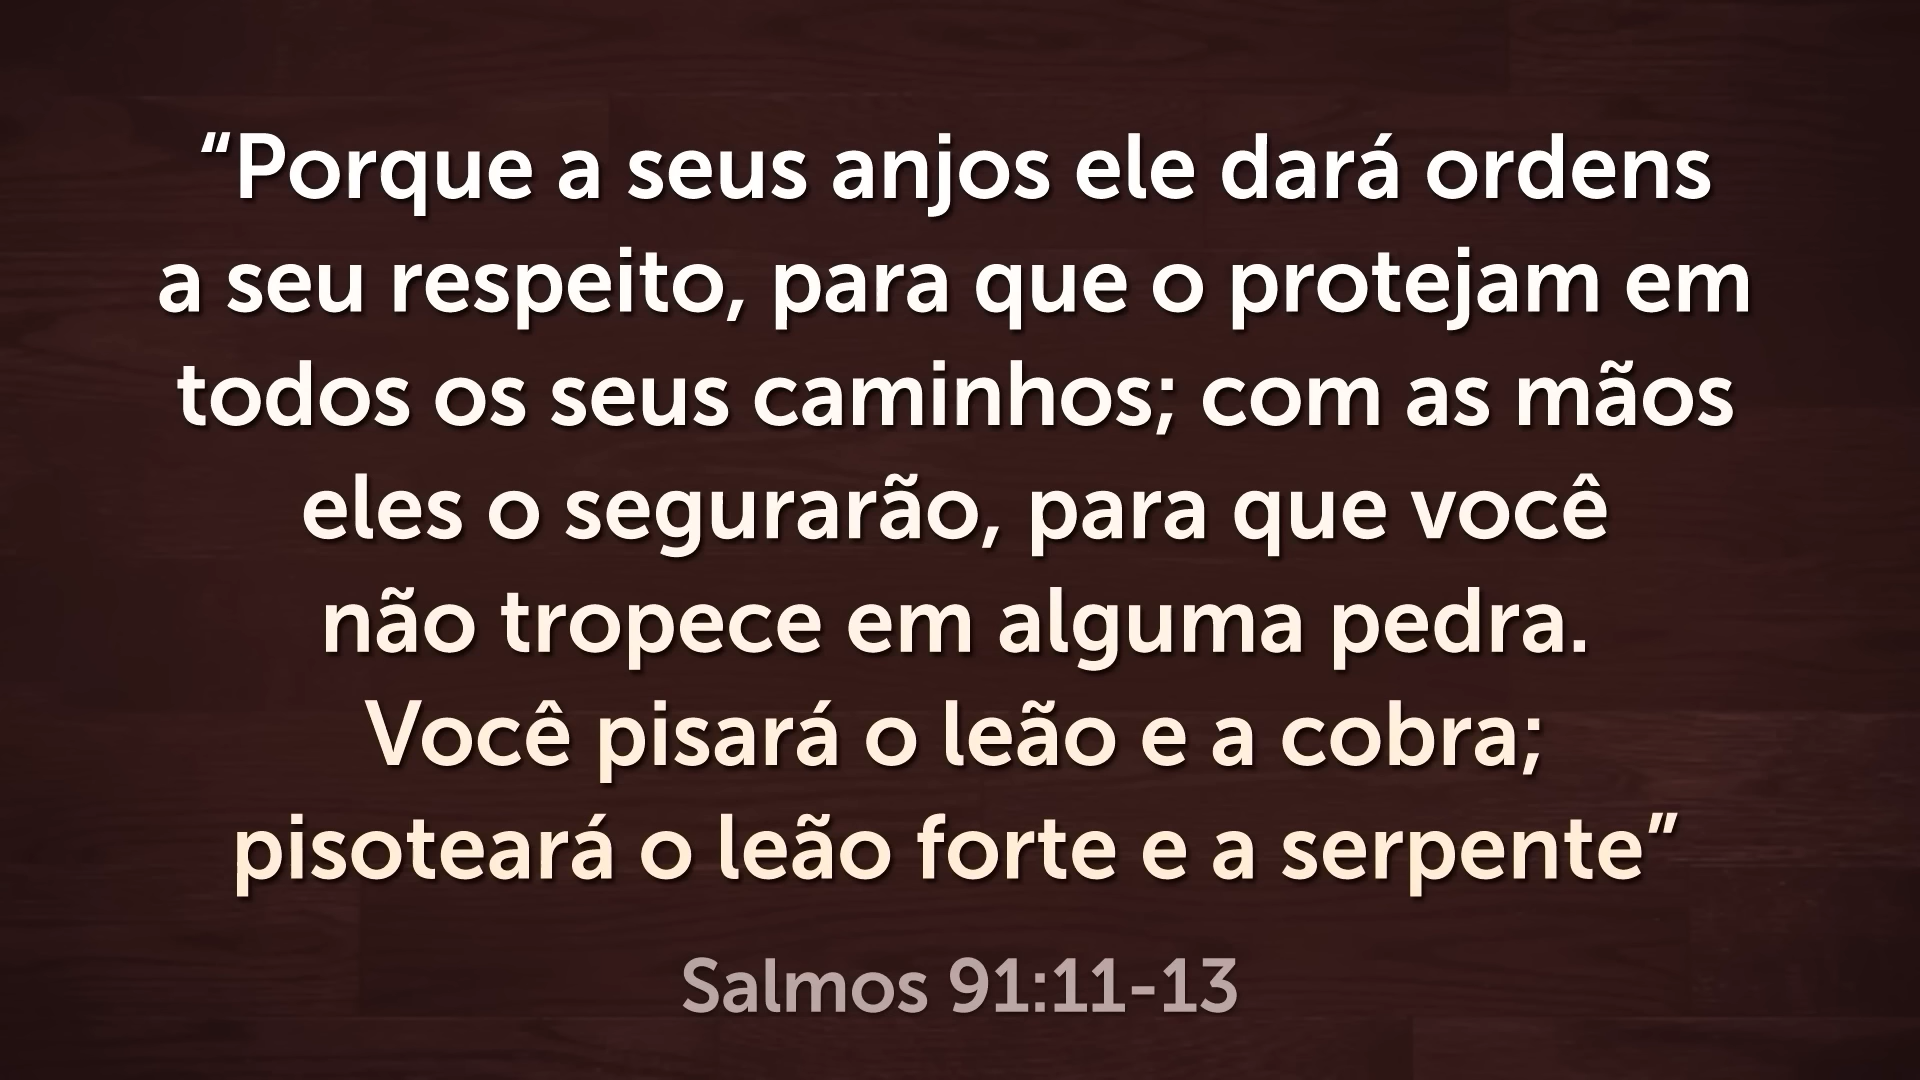 “Porque a seus anjos ele dará ordens
a seu respeito, para que o protejam em
todos os seus caminhos; com as mãos
eles o segurarão, para que você
não tropece em alguma pedra.
Você pisará o leão e a cobra;
pisoteará o leão forte e a serpente”
Salmos 91:11-13